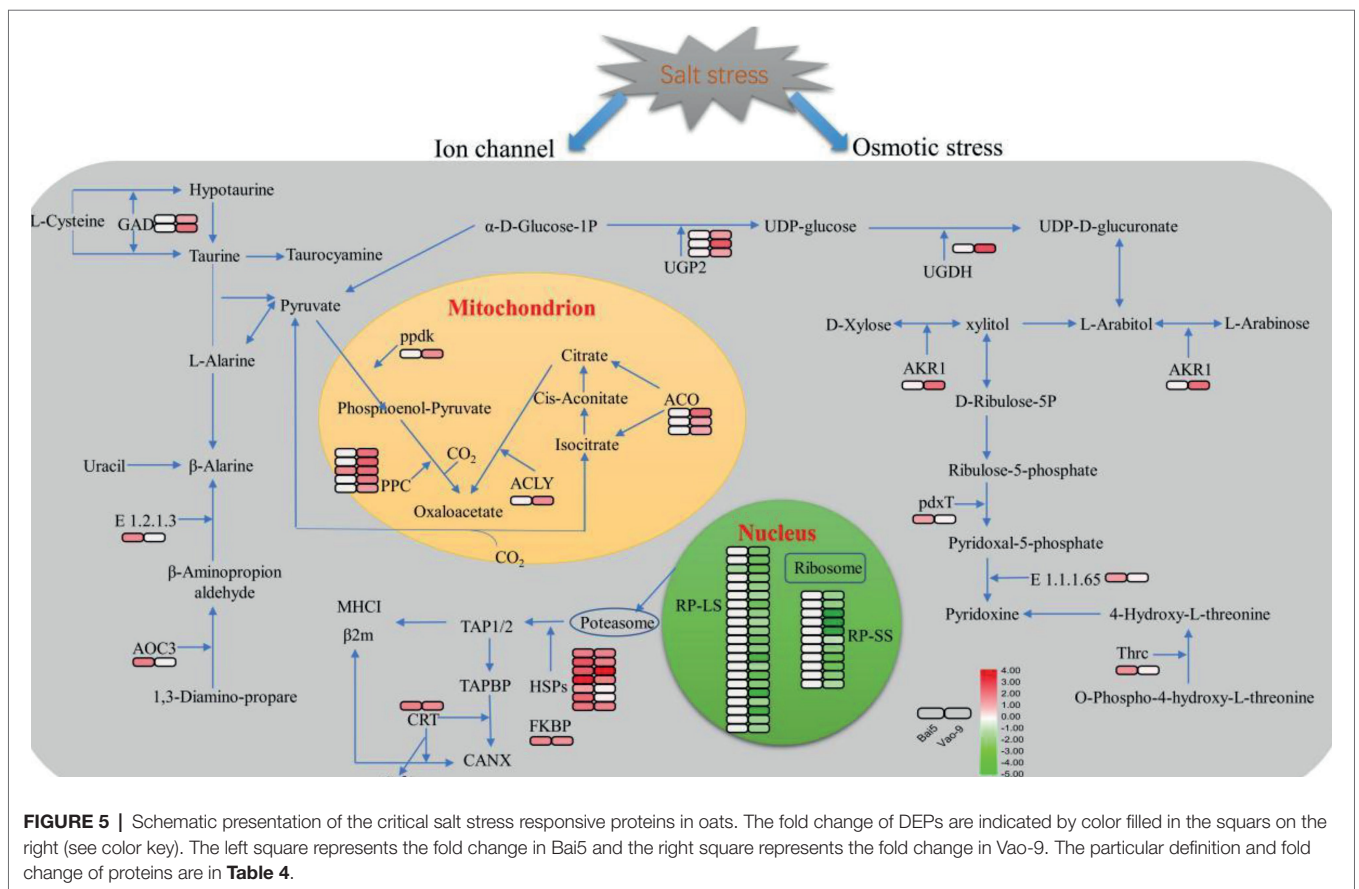 Salt stress
Ion channel
Osmotic stress
Hypotaurine
L-Cysteine
GAD
Taurine
Taurocyamine
α-D-Glucose-1P
UDP-glucose
UDP-D-glucuronate
UGP2
UGDH
Pyruvate
Mitochondrion
D-Xylose
xylitol
L-Arabitol
L-Arabinose
ppdk
L-Alarine
Citrate
AKR1
AKR1
Phosphoenol-Pyruvate
Cis-Aconitate
ACO
D-Ribulose-5P
Isocitrate
Uracil
β-Alarine
CO2
PPC
ACLY
Ribulose-5-phosphate
Oxaloacetate
pdxT
E 1.2.1.3
Nucleus
Pyridoxal-5-phosphate
CO2
Ribosome
E 1.1.1.65
β-Aminopropion
aldehyde
MHCI
β2m
TAP1/2
Poteasome
RP-LS
RP-SS
Pyridoxine
4-Hydroxy-L-threonine
AOC3
Thrc
TAPBP
HSPs
1,3-Diamino-propare
O-Phospho-4-hydroxy-L-threonine
CRT
FKBP
CANX
Bai5
Vao-9
4.00
3.00
2.00
1.00
0.00
-1.00
-2.00
-3.00
-4.00
-5.00
FIGURE 5 | Schematic presentation of the critical salt stress responsive proteins in oats. The fold change of DEPs are indicated by color filled in the squars on the
right (see color key). The left square represents the fold change in Bai5 and the right square represents the fold change in Vao-9. The particular definition and fold
change of proteins are in Table 4.